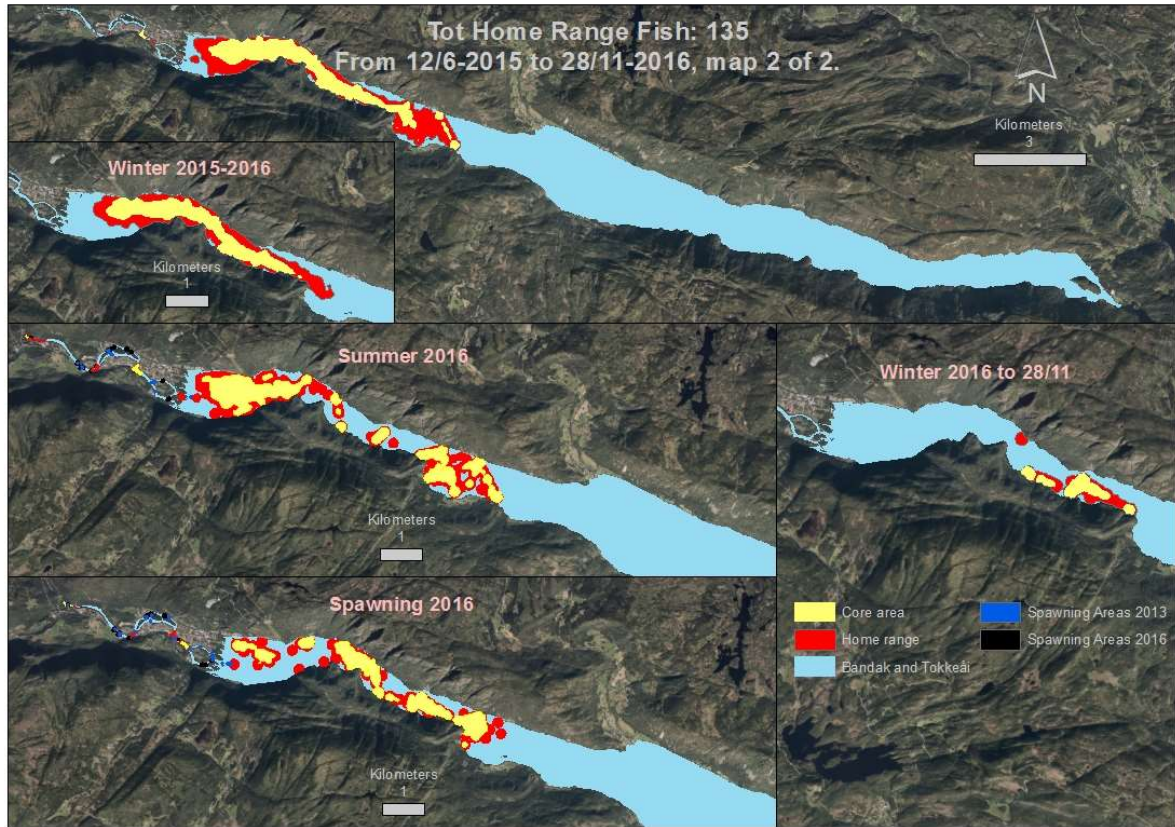 Tot Home Range Fish: 135
From 12/6-2015 to 28/11-2016, map 2 of 2.
N
Kilometers
3
Winter 2015-2016
Kilometers
1
Summer 2016
Kilometers
1
Winter 2016 to 28/11
Core area
Home range
Bandak and Tokkeåi
Spawning Areas 2013
Spawning Areas 2016
Spawning 2016
Kilometers
1